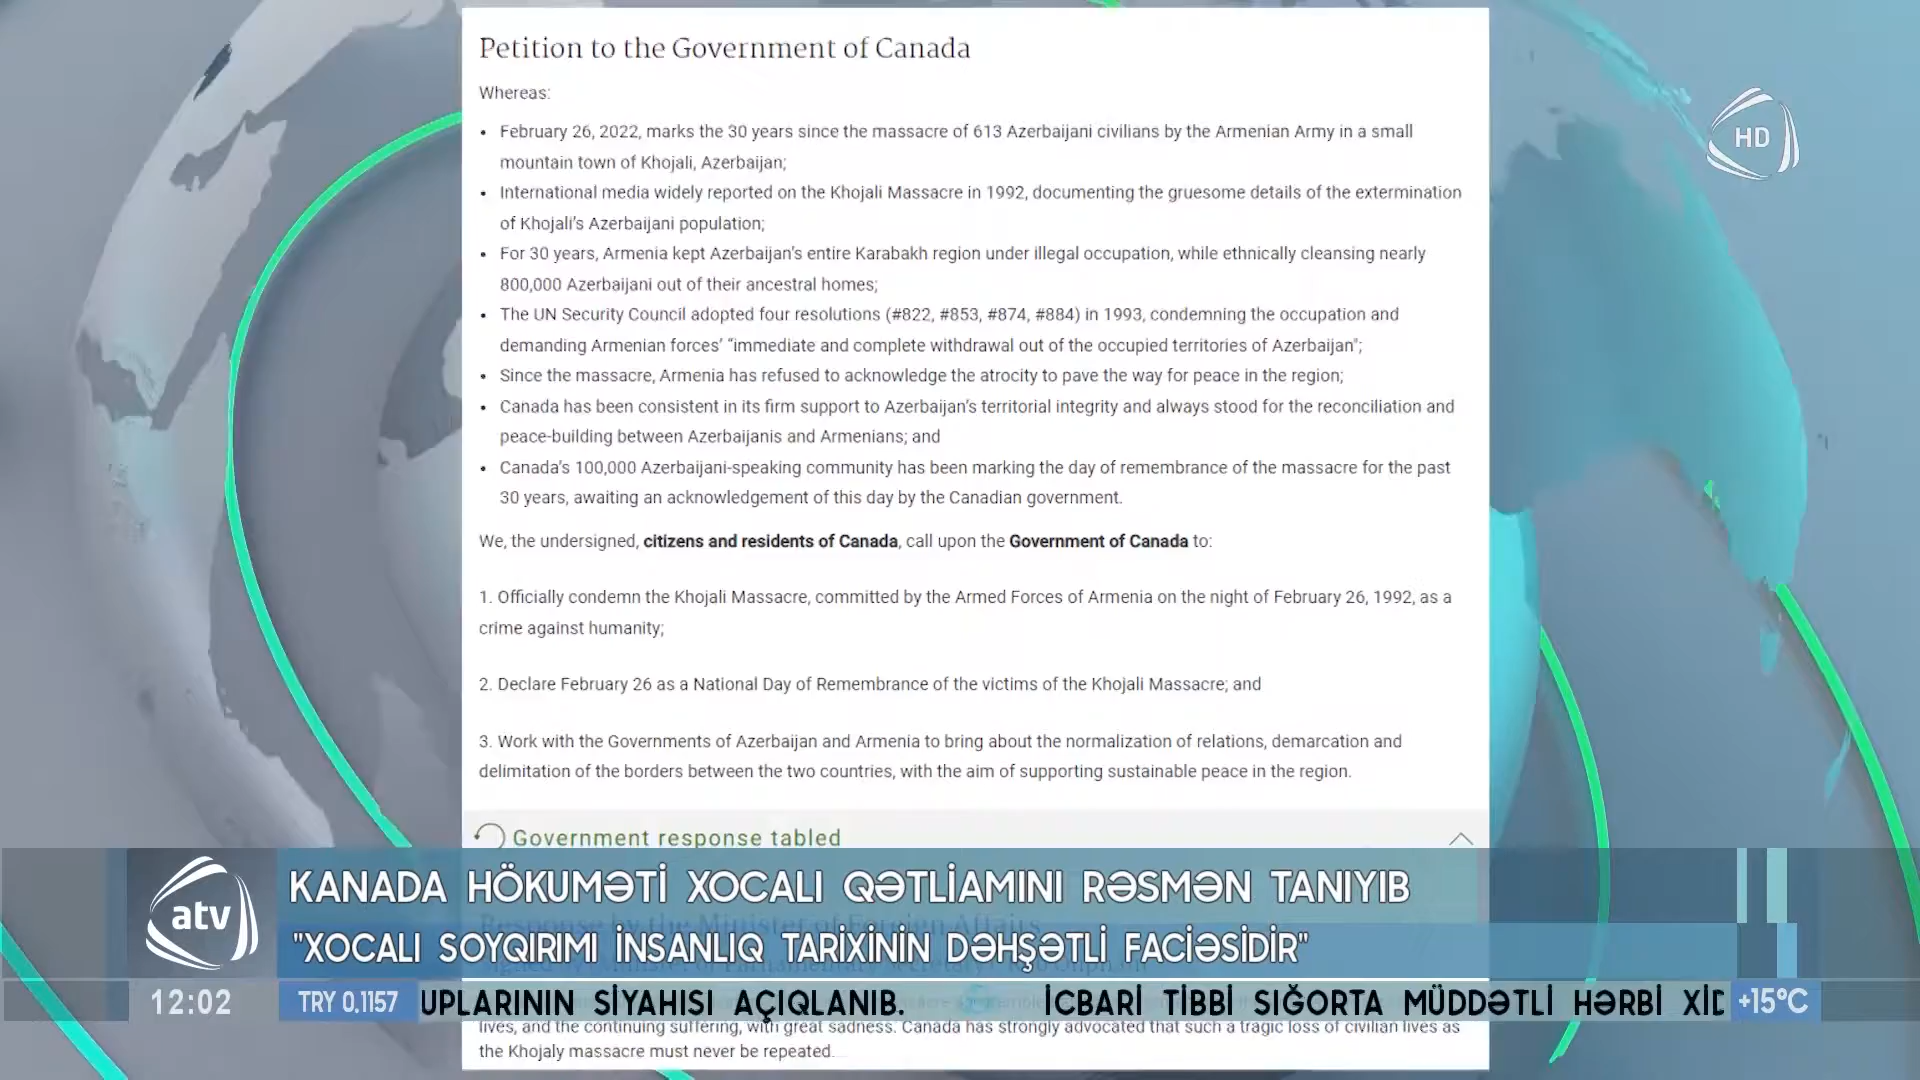 Petition to the Government of Canada
Whereas:
• February 26, 2022, marks the 30 years since the massacre of 613 Azerbaijani civilians by the Armenian Army in a small
mountain town of Khojali, Azerbaijan;
• International media widely reported on the Khojali Massacre in 1992, documenting the gruesome details of the extermination
of Khojali's Azerbaijani population;
• For 30 years, Armenia kept Azerbaijan's entire Karabakh region under illegal occupation, while ethnically cleansing nearly
800,000 Azerbaijani out of their ancestral homes;
• The UN Security Council adopted four resolutions (#822, #853, #874, #884) in 1993, condemning the occupation and
demanding Armenian forces' “immediate and complete withdrawal out of the occupied territories of Azerbaijan";
• Since the massacre, Armenia has refused to acknowledge the atrocity to pave the way for peace in the region;
• Canada has been consistent in its firm support to Azerbaijan's territorial integrity and always stood for the reconciliation and
peace-building between Azerbaijanis and Armenians; and
• Canada's 100,000 Azerbaijani-speaking community has been marking the day of remembrance of the massacre for the past
30 years, awaiting an acknowledgement of this day by the Canadian government.
We, the undersigned, citizens and residents of Canada, call upon the Government of Canada to:
1. Officially condemn the Khojali Massacre, committed by the Armed Forces of Armenia on the night of February 26, 1992, as a
crime against humanity;
2. Declare February 26 as a National Day of Remembrance of the victims of the Khojali Massacre; and
3. Work with the Governments of Azerbaijan and Armenia to bring about the normalization of relations, demarcation and
delimitation of the borders between the two countries, with the aim of supporting sustainable peace in the region.
Government response tabled
HD
atv
KANADA HÖKUMƏTİ XOCALI QƏTLİAMINI RƏSMƏN TANIYIB
Response by the Minister of Foreign Affairs
"XOCALI SOYQIRIMI İNSANLIQ TARİXİNİN DƏHŞƏTLİ FACİƏSİDİR"
12:02
TRY 0.1157
UPLARININ SİYAHISI AÇIQLANIB. İCBARİ TİBBİ SIĞORTA MÜDDƏTLİ HƏRBİ XİD
+15°C
lives, and the continuing suffering, with great sadness. Canada has strongly advocated that such a tragic loss of civilian lives as
the Khojaly massacre must never be repeated.